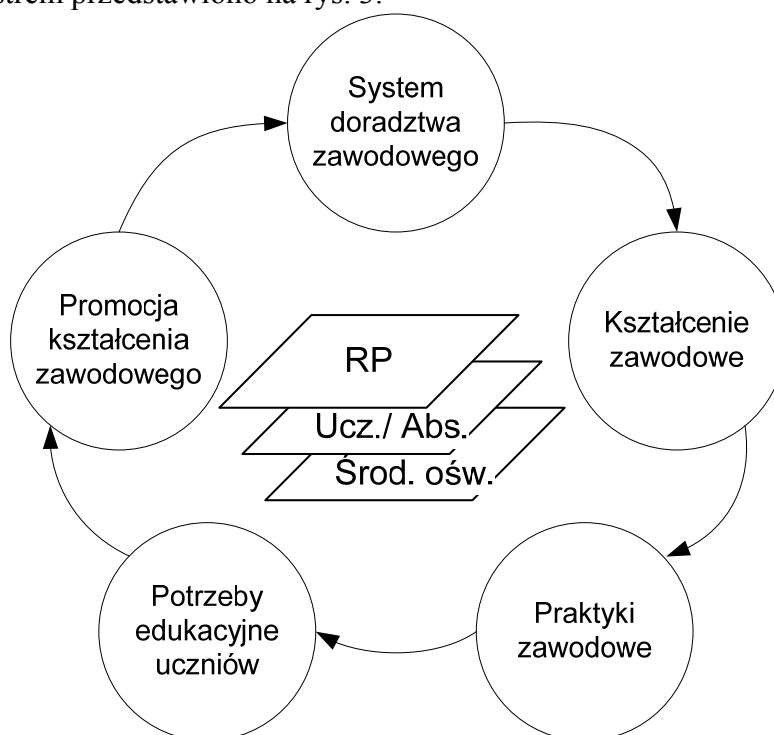 przedstawiono na rys. 3.
System
doradztwa
zawodowego
Promocja
kształcenia
zawodowego
Kształcenie
zawodowe
RP
Ucz./ Abs.
Środ. ośw.
Potrzeby
edukacyjne
uczniów
Praktyki
zawodowe